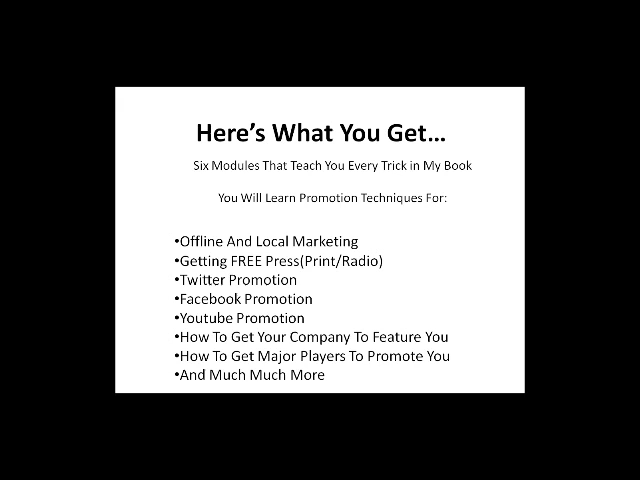 Here's What You Get...
Six Modules That Teach You Every Trick in My Book
You Will Learn Promotion Techniques For:
•Offline And Local Marketing
•Getting FREE Press(Print/Radio)
•Twitter Promotion
•Facebook Promotion
•Youtube Promotion
•How To Get Your Company To Feature You
•How To Get Major Players To Promote You
•And Much Much More